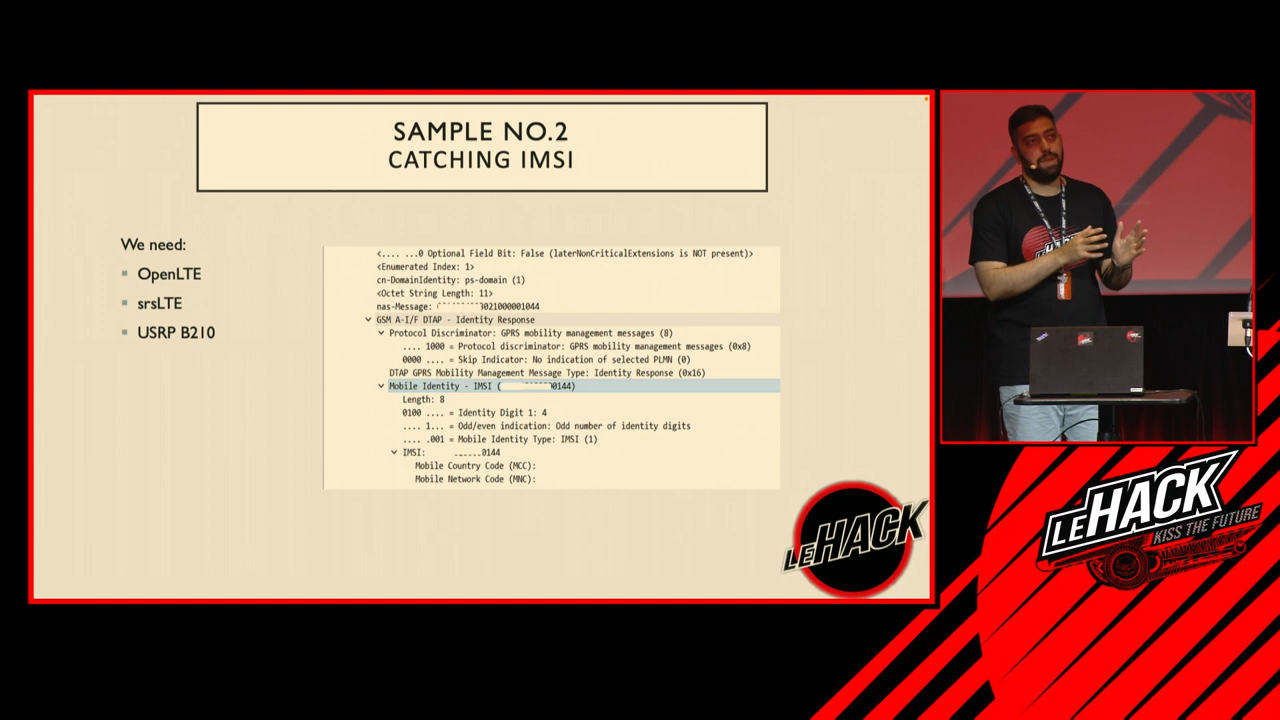 SAMPLE NO.2
CATCHING IMSI
We need:
OpenLTE
srsLTE
USRP B210
<.... ...0 Optional Field Bit: False (laterNonCriticalExtensions is NOT present)>
<Enumerated Index: 1>
cn-DomainIdentity: ps-domain (1)
<Octet String Length: 11>
nas-Message: 3021000001044
GSM A-I/F DTAP - Identity Response
Protocol Discriminator: GPRS mobility management messages (8)
.... 1000 = Protocol discriminator: GPRS mobility management messages (0x8)
0000 .... = Skip Indicator: No indication of selected PLMN (0)
DTAP GPRS Mobility Management Message Type: Identity Response (0x16)
Mobile Identity - IMSI ( 0144)
Length: 8
0100 .... = Identity Digit 1: 4
.... 1... = Odd/even indication: Odd number of identity digits
.... .001 = Mobile Identity Type: IMSI (1)
IMSI: 0144
Mobile Country Code (MCC):
Mobile Network Code (MNC):
LEHACK
LEHACK
KISS THE FUTURE